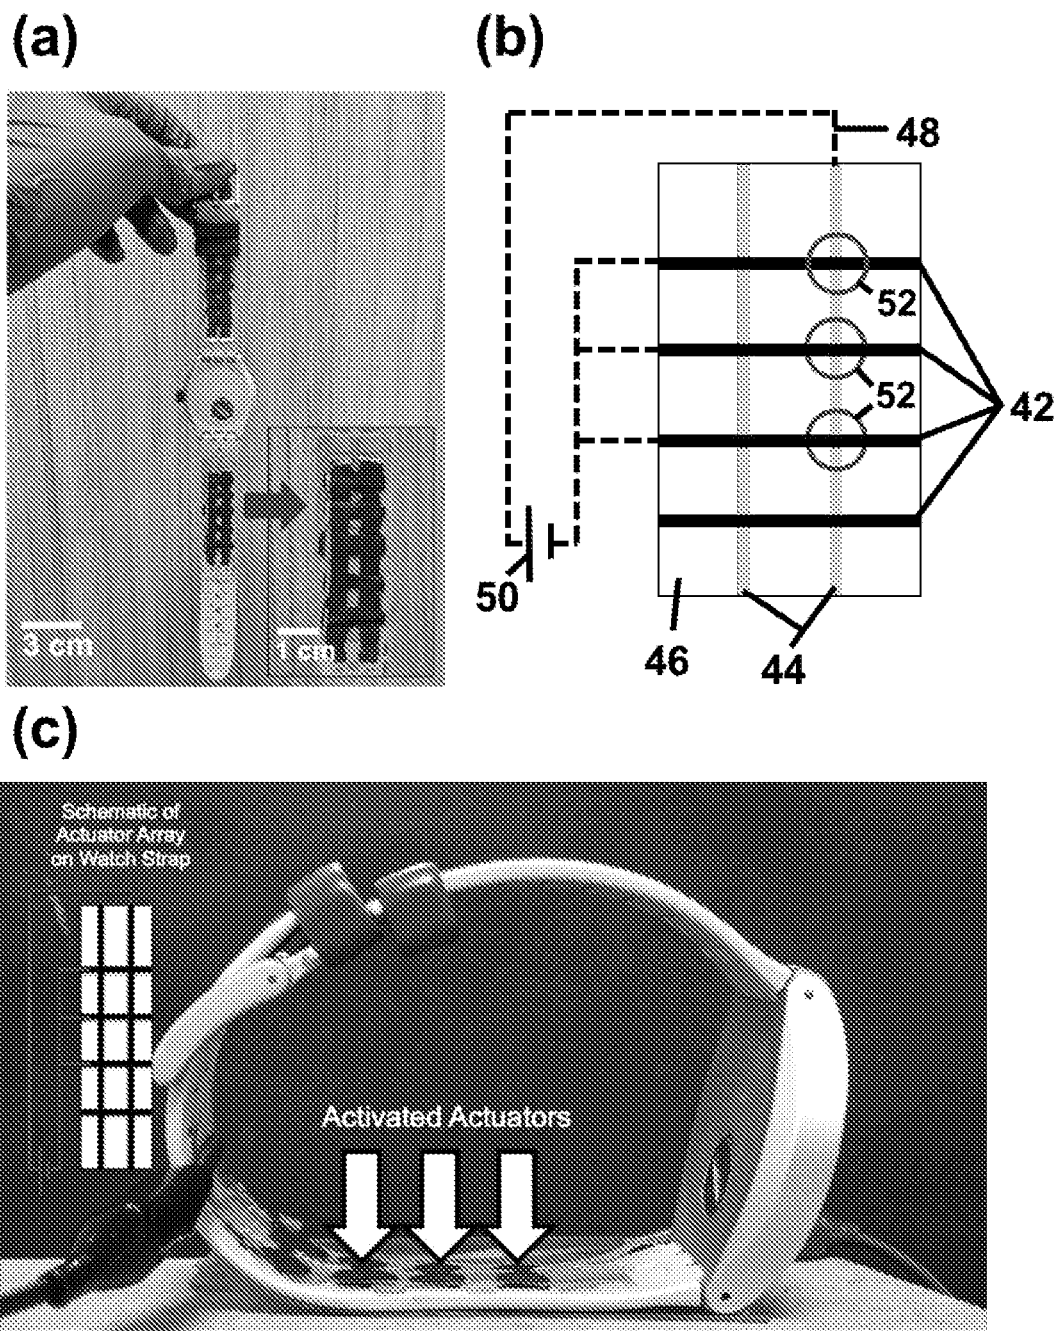 (a)
(b)
48
52
52
42
50
46
44
3 cm
1 cm
(c)
Schematic of
Actuator Array
on Watch Strap
Activated Actuators